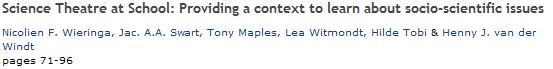 Science Theatre at School: Providing a context to learn about socio-scientific issues
Nicolien F. Wieringa, Jac. A.A. Swart, Tony Maples, Lea Witmondt, Hilde Tobi & Henny J. van der
Windt
pages 71-96